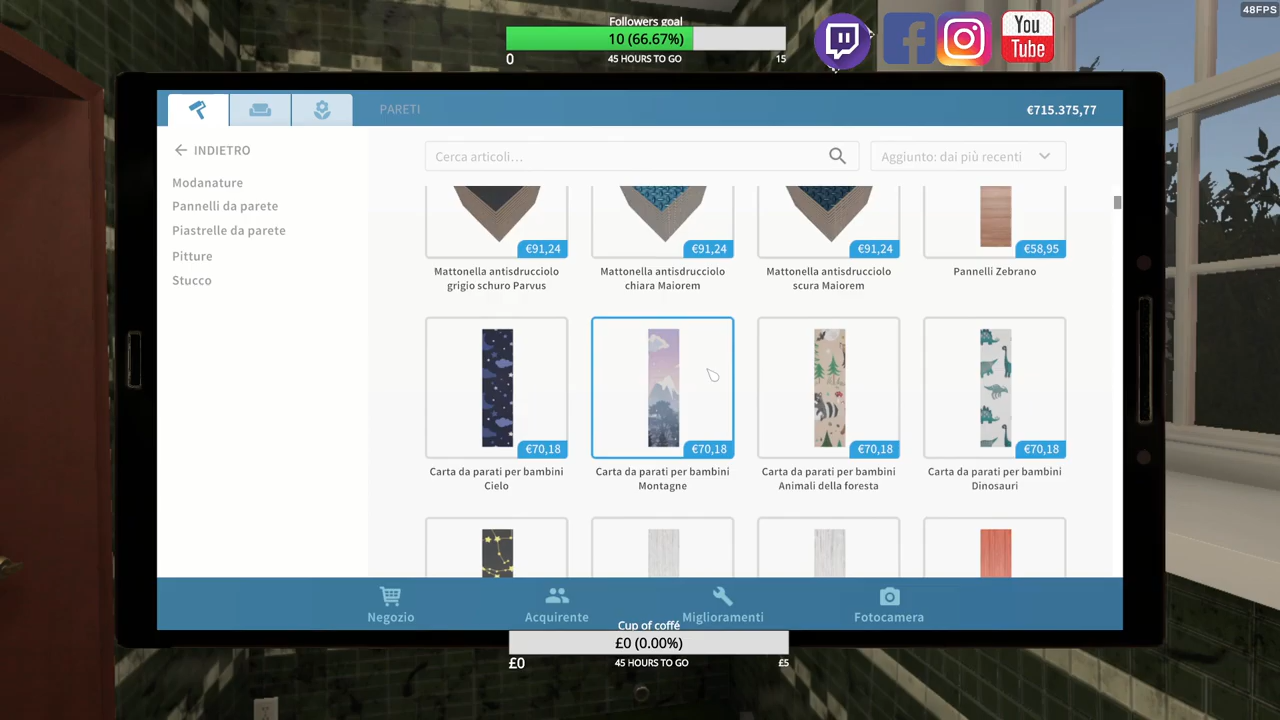 48FPS
Followers goal
10 (66.67%)
0
45 HOURS TO GO
15
You
Tube
PARETI
€715.375,77
INDIETRO
Cerca articoli...
Aggiunto: dai più recenti
Modanature
Pannelli da parete
Piastrelle da parete
Pitture
Stucco
€91,24
€91,24
€91,24
€58,95
Mattonella antisdrucciolo
grigio schuro Parvus
Mattonella antisdrucciolo
chiara Maiorem
Mattonella antisdrucciolo
scura Maiorem
Pannelli Zebrano
€70,18
€70,18
€70,18
€70,18
Carta da parati per bambini
Cielo
Carta da parati per bambini
Montagne
Carta da parati per bambini
Animali della foresta
Carta da parati per bambini
Dinosauri
Negozio
Acquirente
Miglioramenti
Fotocamera
Cup of coffé
£0 (0.00%)
£0
45 HOURS TO GO
£5